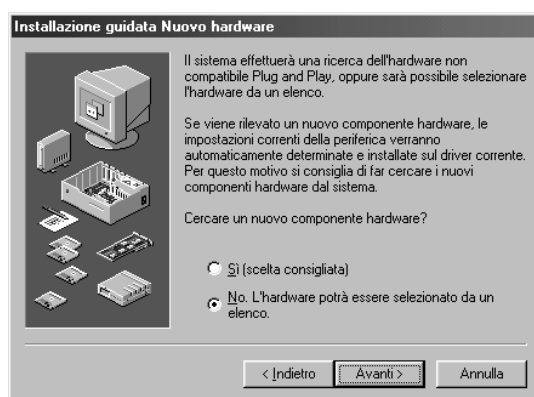 Installazione guidata Nuovo hardware
Il sistema effettuerà una ricerca dell'hardware non
compatibile Plug and Play, oppure sarà possibile selezionare
l'hardware da un elenco.
Se viene rilevato un nuovo componente hardware, le
impostazioni correnti della periferica verranno
automaticamente determinate e installate sul driver corrente.
Per questo motivo si consiglia di far cercare i nuovi
componenti hardware dal sistema.
Cercare un nuovo componente hardware?
Sì (scelta consigliata)
No. L'hardware potrà essere selezionato da un
elenco.
< Indietro Avanti > Annulla